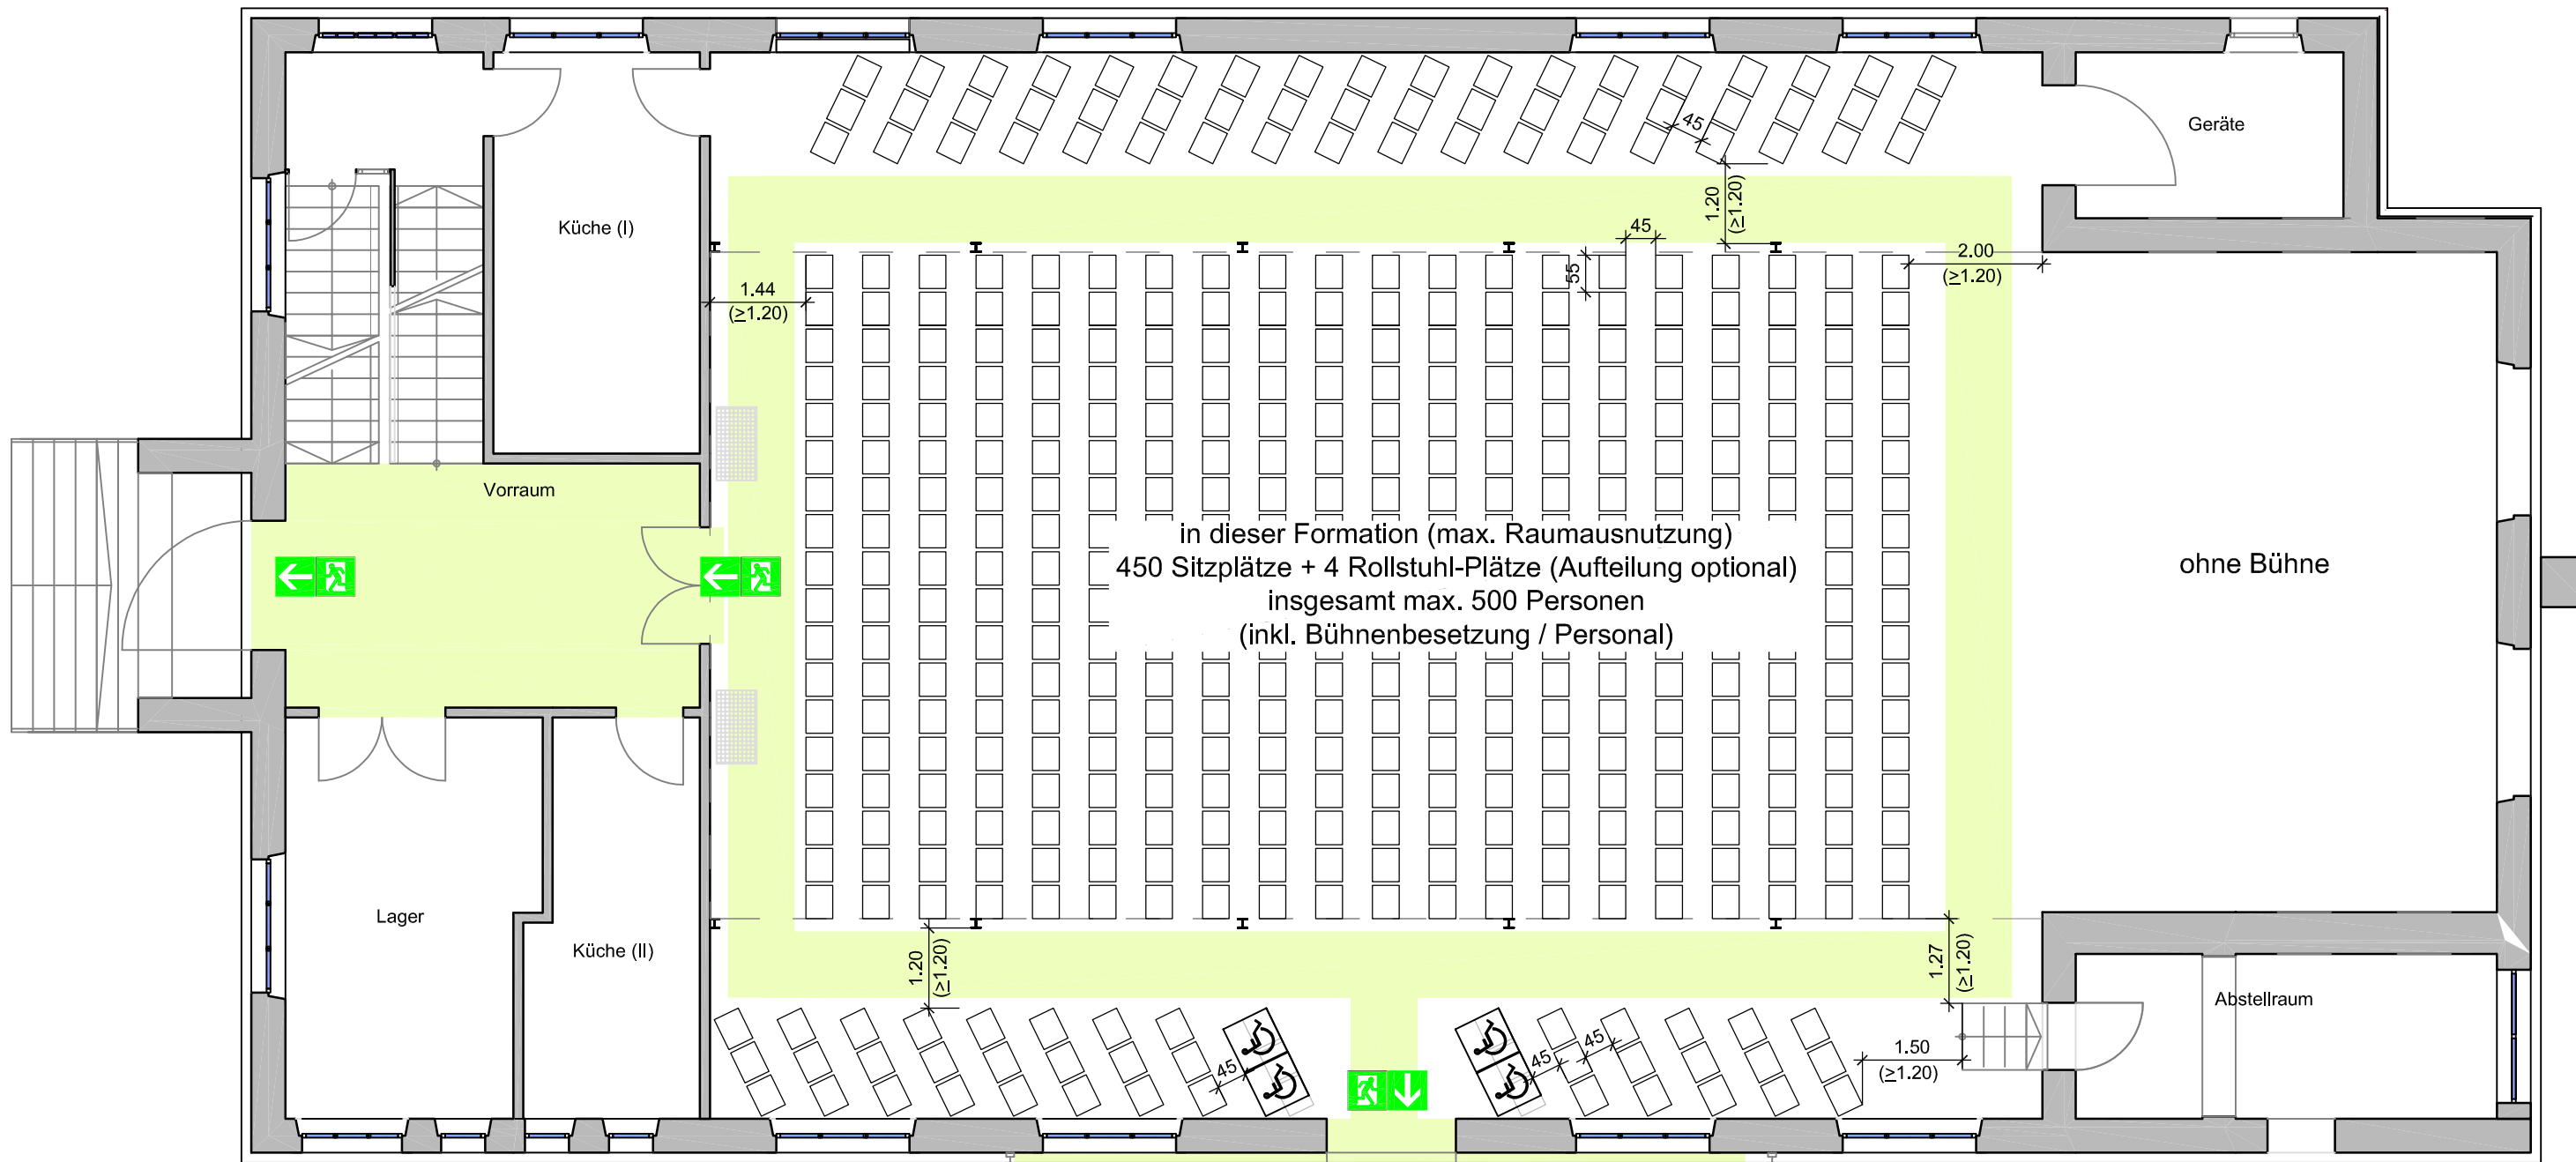 Geräte
45
Küche (I)
1.20
(≥1.20)
45
55
2.00
(≥1.20)
1.44
(≥1.20)
Vorraum
in dieser Formation (max. Raumausnutzung)
450 Sitzplätze + 4 Rollstuhl-Plätze (Aufteilung optional)
insgesamt max. 500 Personen
(inkl. Bühnenbesetzung / Personal)
ohne Bühne
Lager
Küche (II)
1.20
(≥1.20)
1.27
(≥1.20)
Abstellraum
45
45
45
1.50
(≥1.20)